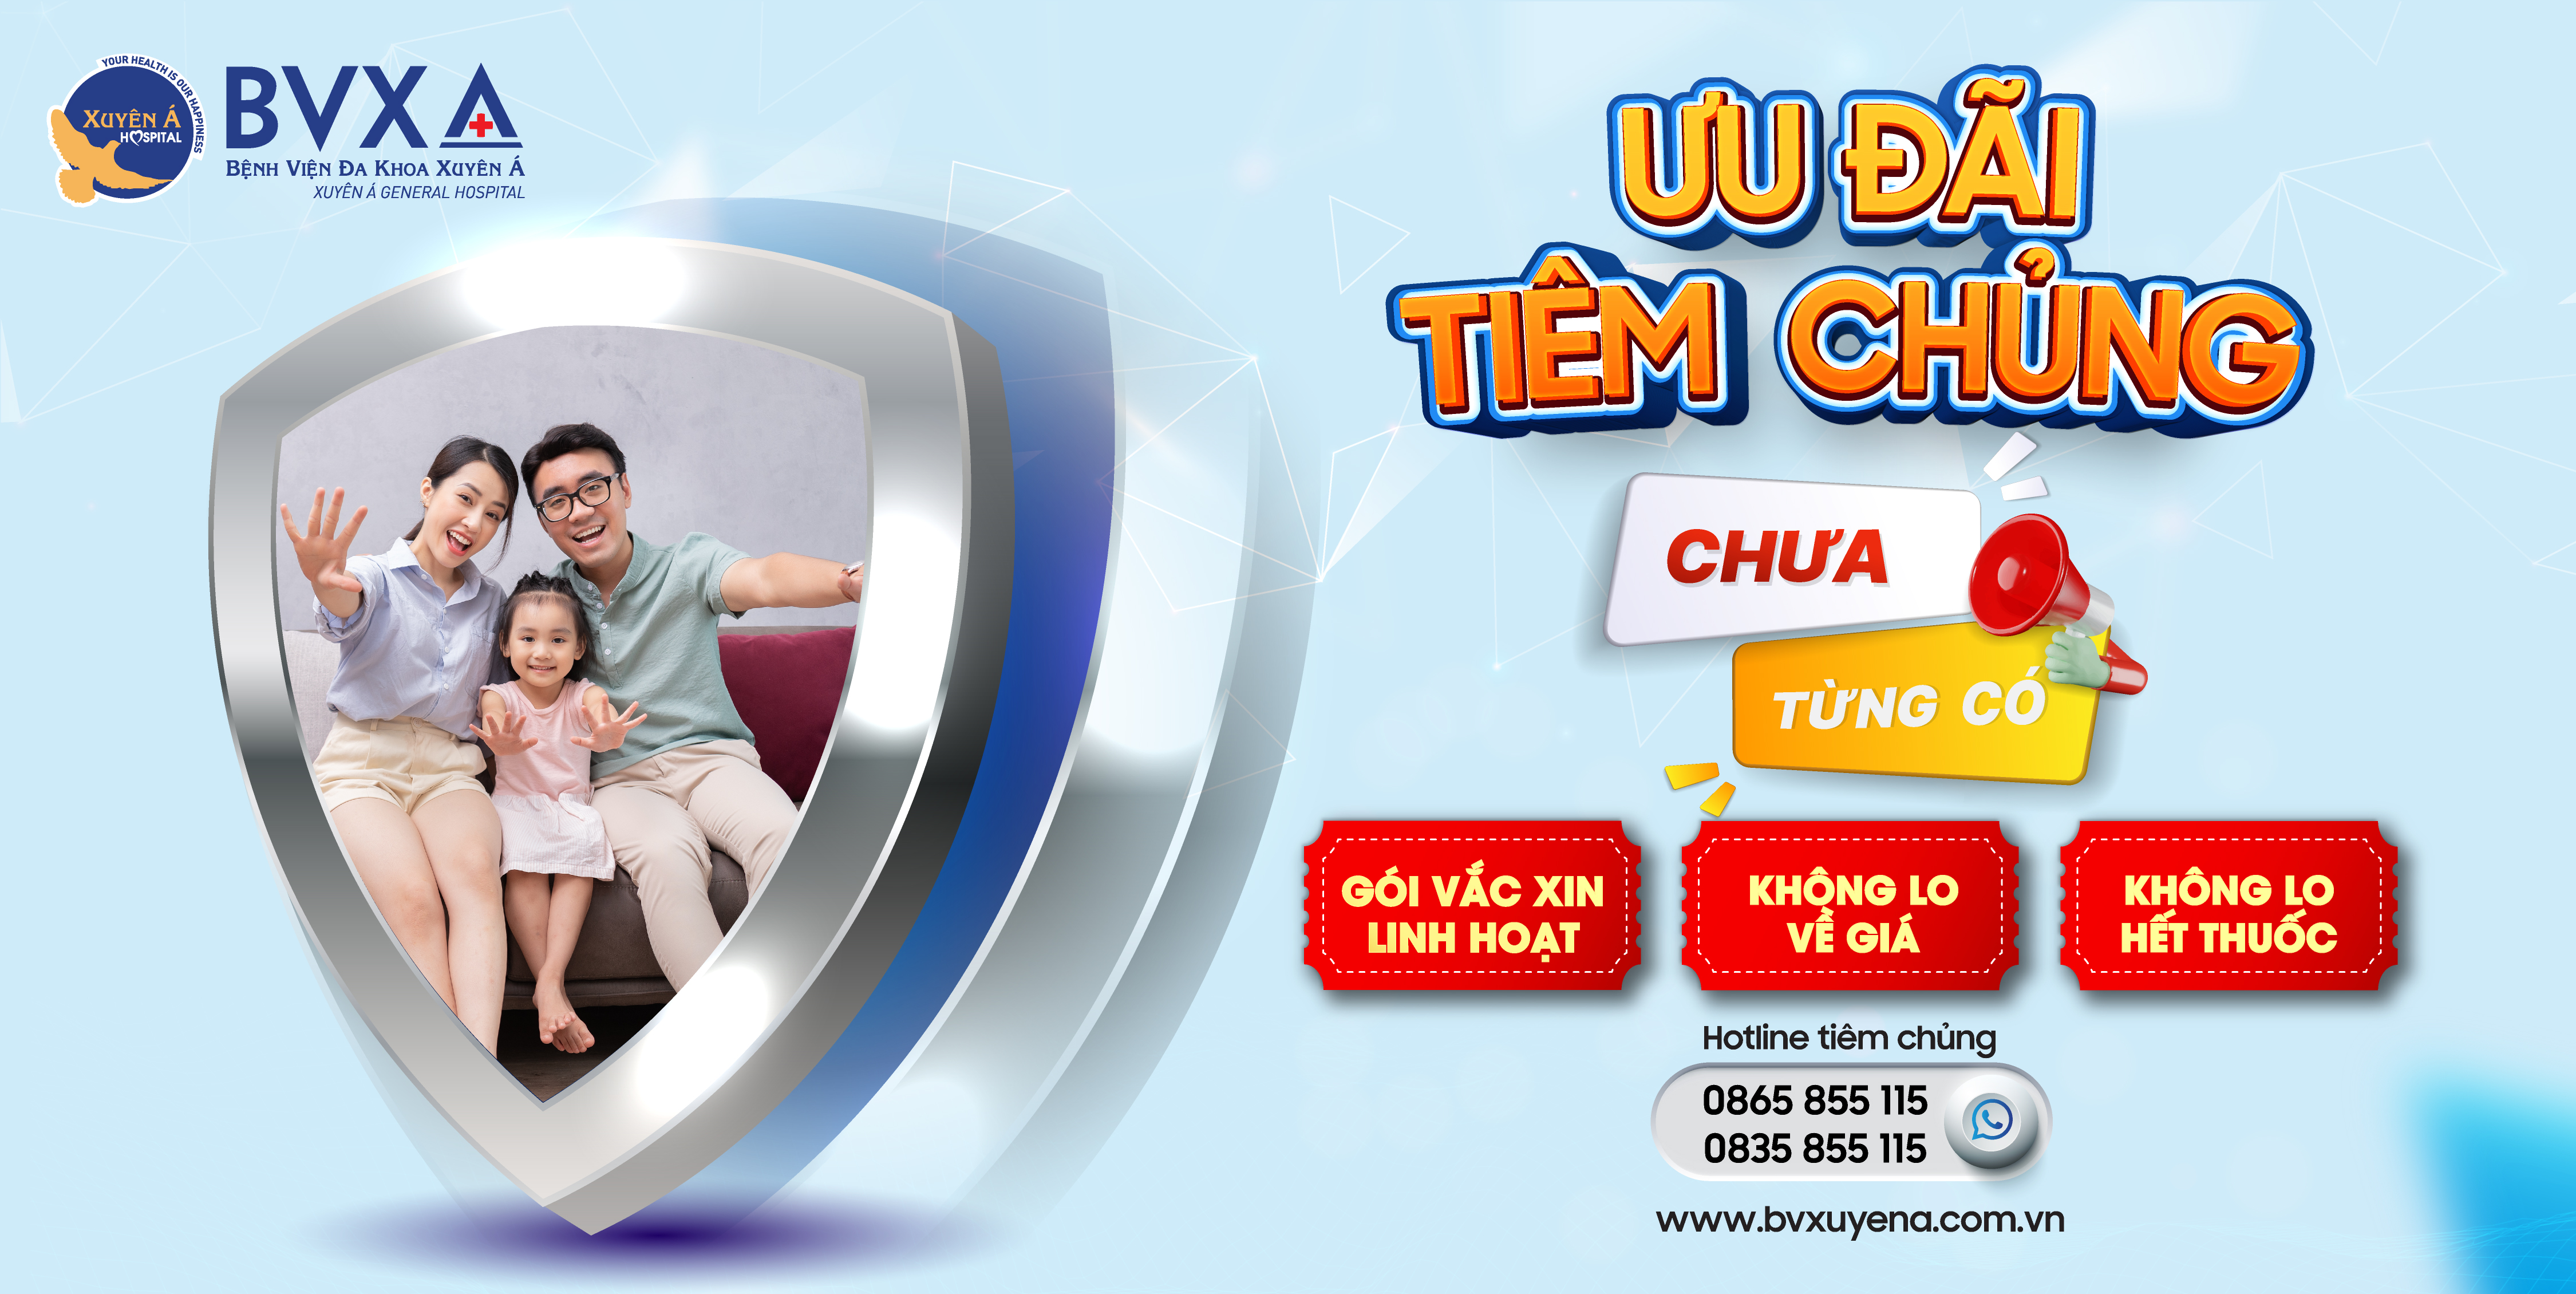 YOUR HEALTH IS OUR HAPPINESS
XUYÊN Á
HOSPITAL
BVXA
BỆNH VIỆN ĐA KHOA XUYÊN Á
XUYÊN Á GENERAL HOSPITAL
ƯU ĐÃI
TIÊM CHỦNG
CHƯA
TỪNG CÓ
GÓI VẮC XIN
LINH HOẠT
KHÔNG LO
VỀ GIÁ
KHÔNG LO
HẾT THUỐC
Hotline tiêm chủng
0865 855 115
0835 855 115
www.bvxuyena.com.vn